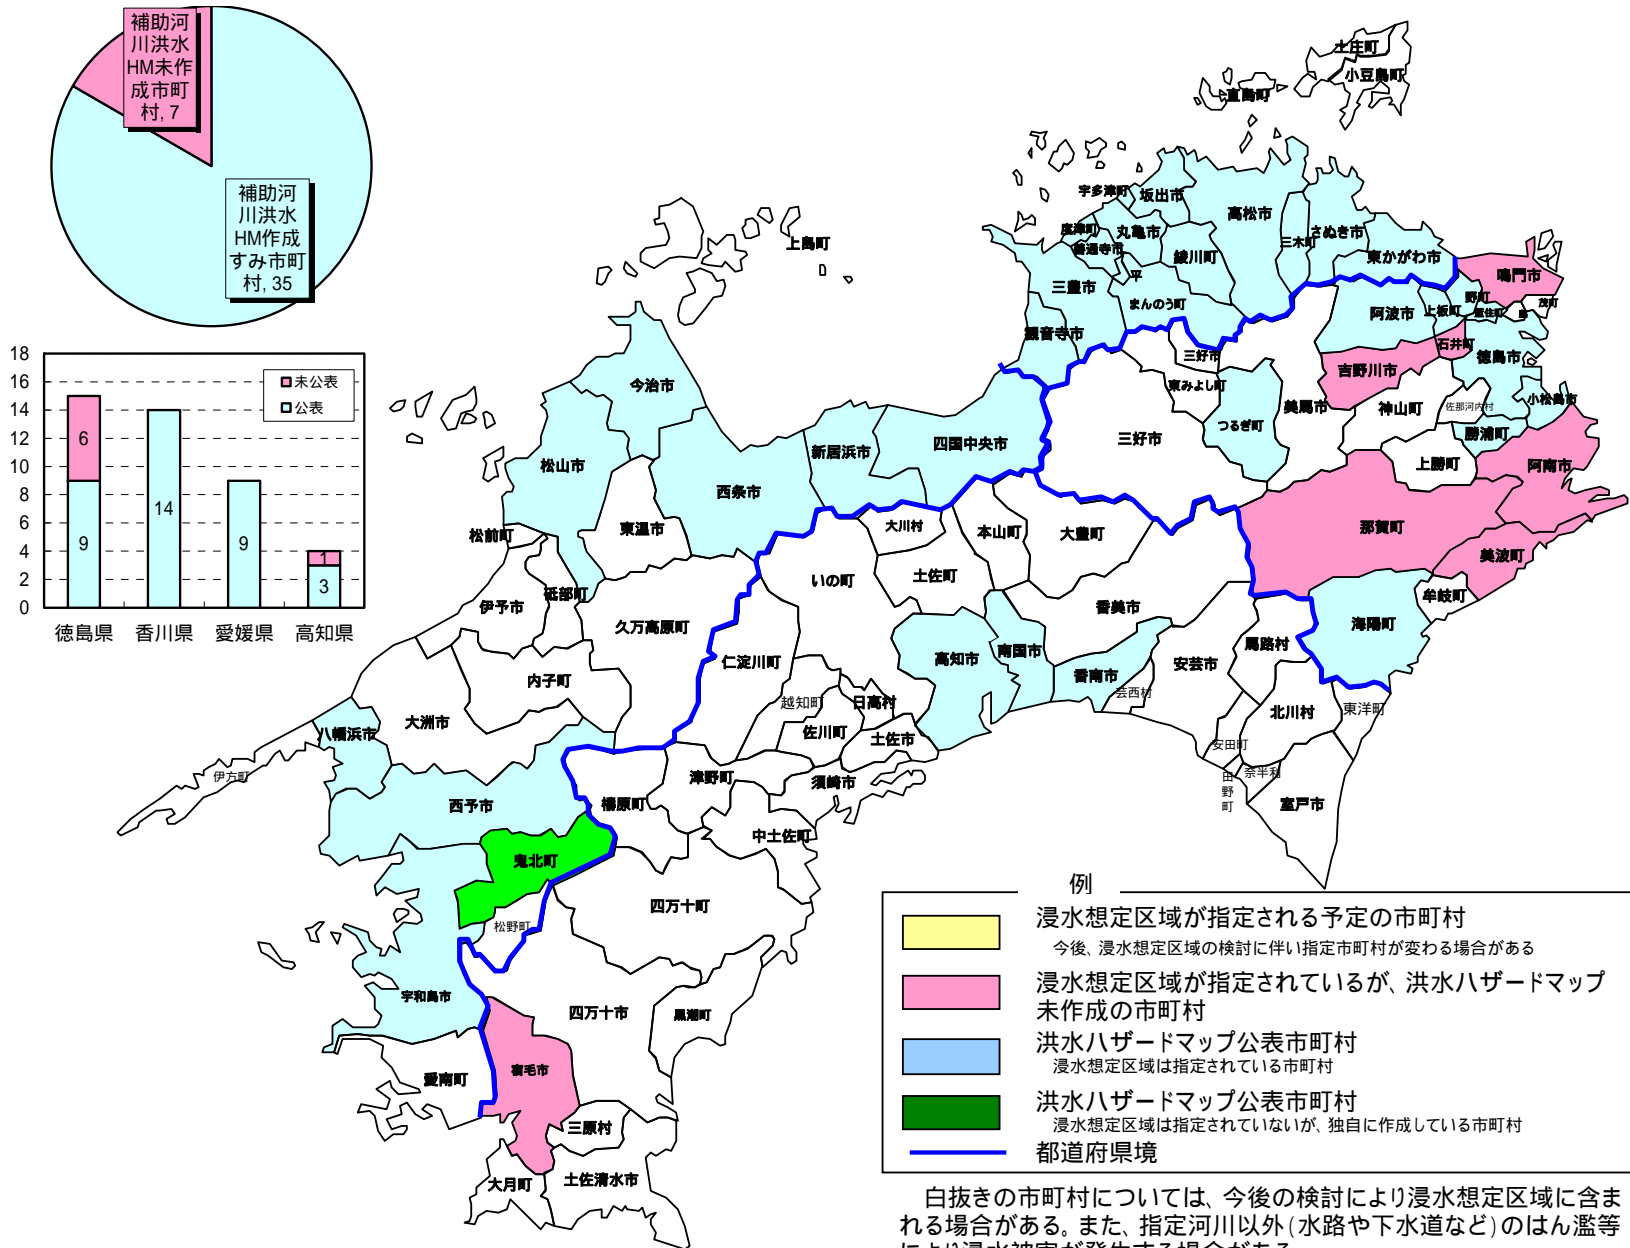 補助河
川洪水
HM未作
成市町
村, 7
補助河
川洪水
HM作成
すみ市町
村, 35
18
16
14
12
10
8
6
4
2
0
未公表
公表
6
9
14
9
1
3
徳島県
香川県
愛媛県
高知県
土庄町
小豆島町
直島町
宇多津町
坂出市
高松市
丸亀市
善通寺市
綾川町
三木町
さぬき市
東かがわ市
三豊市
平
まんのう町
観音寺市
上島町
鳴門市
阿波市
上板町
野町
藍住町
茂町
石井町
徳島市
吉野川市
三好市
東みよし町
美馬市
つるぎ町
神山町
佐那河内村
小松島市
勝浦町
上勝町
阿南市
三好市
那賀町
美波町
牟岐町
海陽町
今治市
松山市
新居浜市
四国中央市
西条市
東温市
松前町
砥部町
伊予市
久万高原町
内子町
大洲市
八幡浜市
伊方町
西予市
鬼北町
松野町
宇和島市
愛南町
大川村
本山町
大豊町
いの町
土佐町
香美市
高知市
南国市
香南市
芸西村
安芸市
馬路村
北川村
東洋町
安田町
田野町
奈半利
室戸市
仁淀川町
越知町
日高村
佐川町
土佐市
須崎市
津野町
檮原町
中土佐町
四万十町
四万十市
黒潮町
宿毛市
三原村
大月町
土佐清水市
例
浸水想定区域が指定される予定の市町村
今後、浸水想定区域の検討に伴い指定市町村が変わる場合がある
浸水想定区域が指定されているが、洪水ハザードマップ
未作成の市町村
洪水ハザードマップ公表市町村
浸水想定区域は指定されている市町村
洪水ハザードマップ公表市町村
浸水想定区域は指定されていないが、独自に作成している市町村
都道府県境
白抜きの市町村については、今後の検討により浸水想定区域に含ま
れる場合がある。また、指定河川以外(水路や下水道など)のはん濫等
により浸水被害が発生する場合がある。